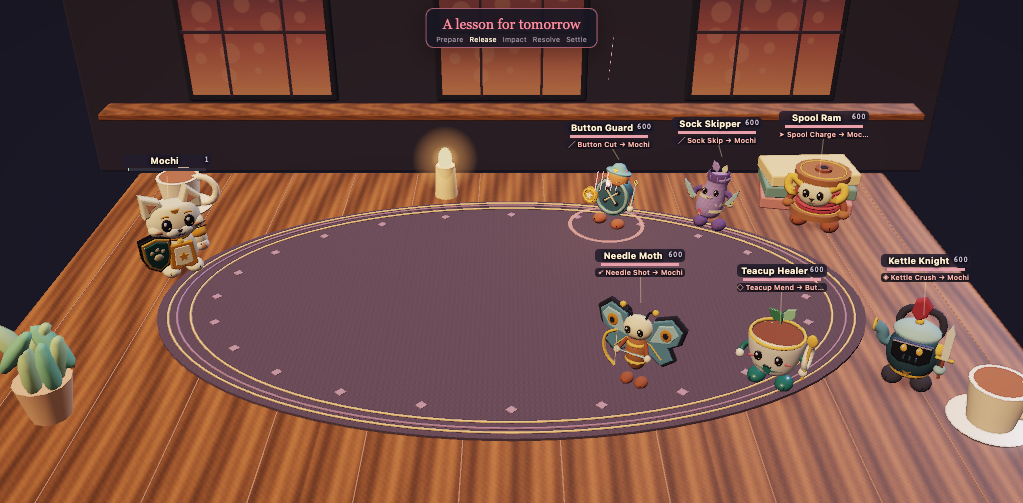 A lesson for tomorrow
Prepare Release Impact Resolve Settle
Mochi 1
Button Guard 600
Button Cut → Mochi
Sock Skipper 600
Sock Skip → Mochi
Spool Ram 600
Spool Charge → Moc...
Needle Moth 600
Needle Shot → Mochi
Teacup Healer 600
Teacup Mend → But...
Kettle Knight 600
Kettle Crush → Mochi